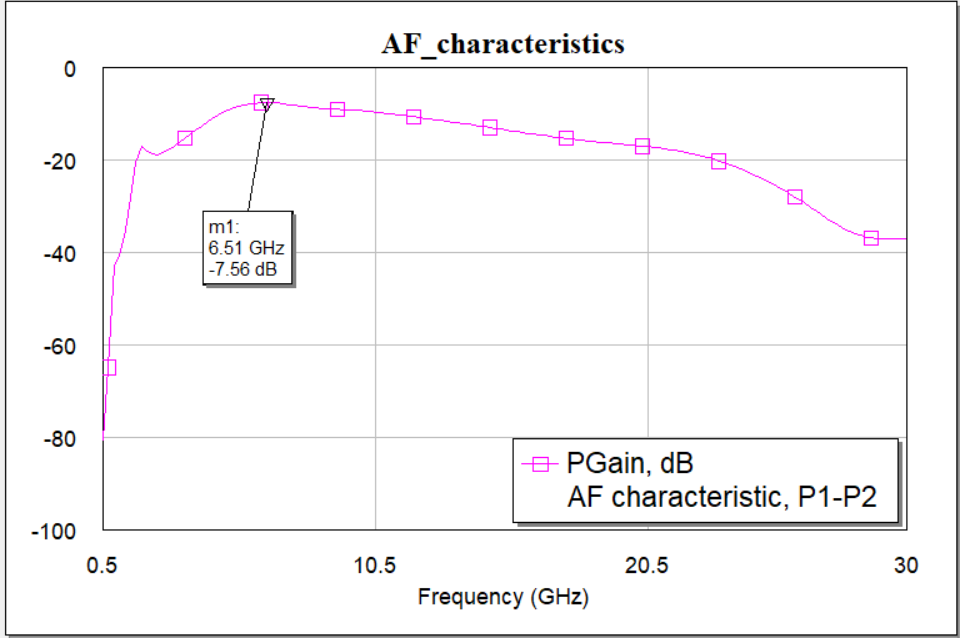 AF_characteristics
0
-20
-40
-60
-80
-100
m1:
6.51 GHz
-7.56 dB
PGain, dB
AF characteristic, P1-P2
0.5 10.5 20.5 30
Frequency (GHz)